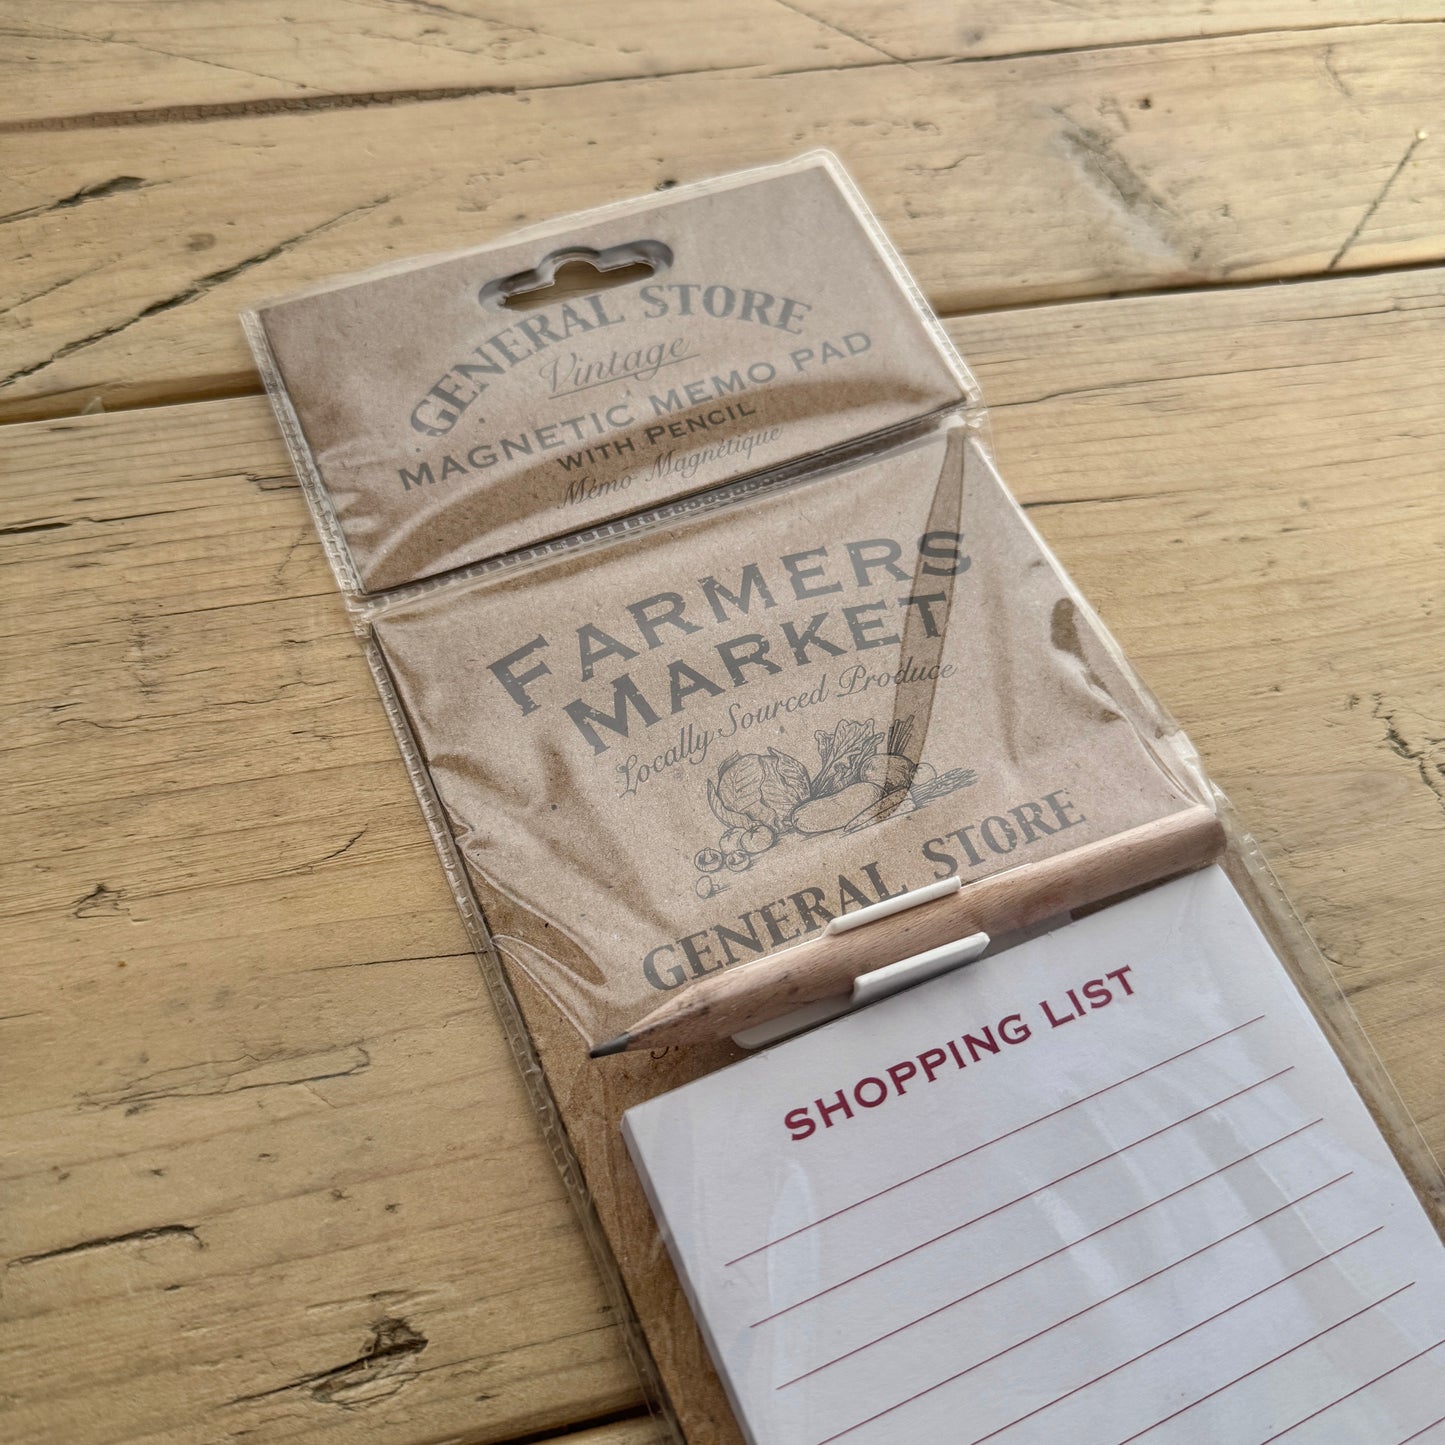 GENERAL STORE
Vintage
MAGNETIC MEMO PAD
WITH PENCIL
Mémo Magnétique
FARMERS
MARKET
Locally Sourced Produce
GENERAL STORE
SHOPPING LIST